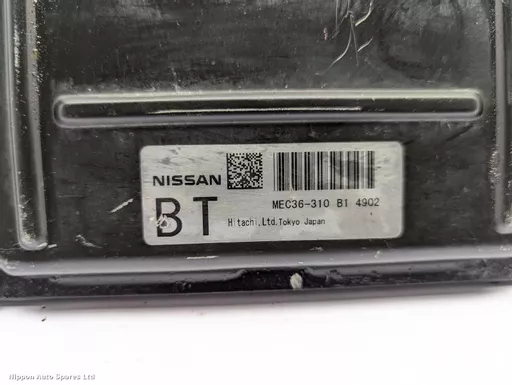 NISSAN
BT
MEC36-310 B1 4902
Hitachi,Ltd.Tokyo Japan
Nippon Auto Spares Ltd